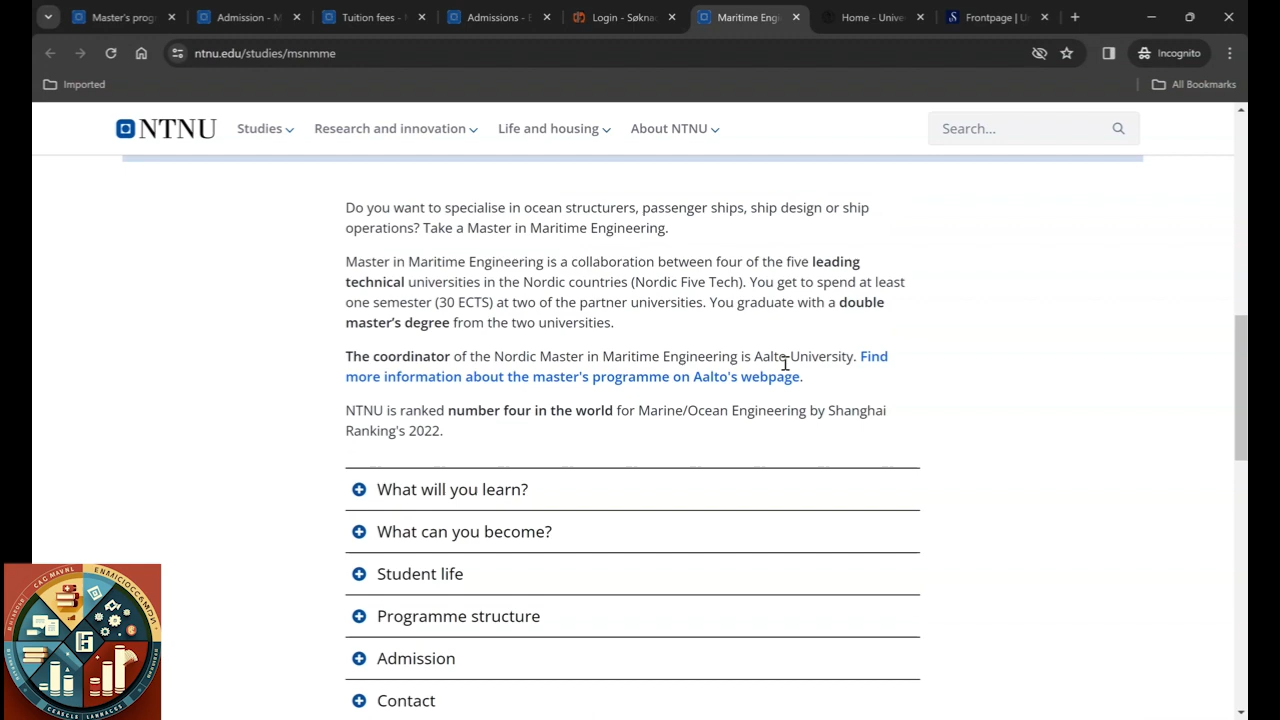 Master's prog
Admission - M
Tuition fees -
Admissions - E
Login - Søkna
Maritime Engi
Home - Unive
Frontpage | U
ntnu.edu/studies/msnmme
Incognito
Imported
All Bookmarks
NTNU
Studies
Research and innovation
Life and housing
About NTNU
Search...
Do you want to specialise in ocean structurers, passenger ships, ship design or ship
operations? Take a Master in Maritime Engineering.
Master in Maritime Engineering is a collaboration between four of the five leading
technical universities in the Nordic countries (Nordic Five Tech). You get to spend at least
one semester (30 ECTS) at two of the partner universities. You graduate with a double
master’s degree from the two universities.
The coordinator of the Nordic Master in Maritime Engineering is Aalto University. Find
more information about the master's programme on Aalto's webpage.
NTNU is ranked number four in the world for Marine/Ocean Engineering by Shanghai
Ranking's 2022.
What will you learn?
What can you become?
Student life
Programme structure
Admission
Contact